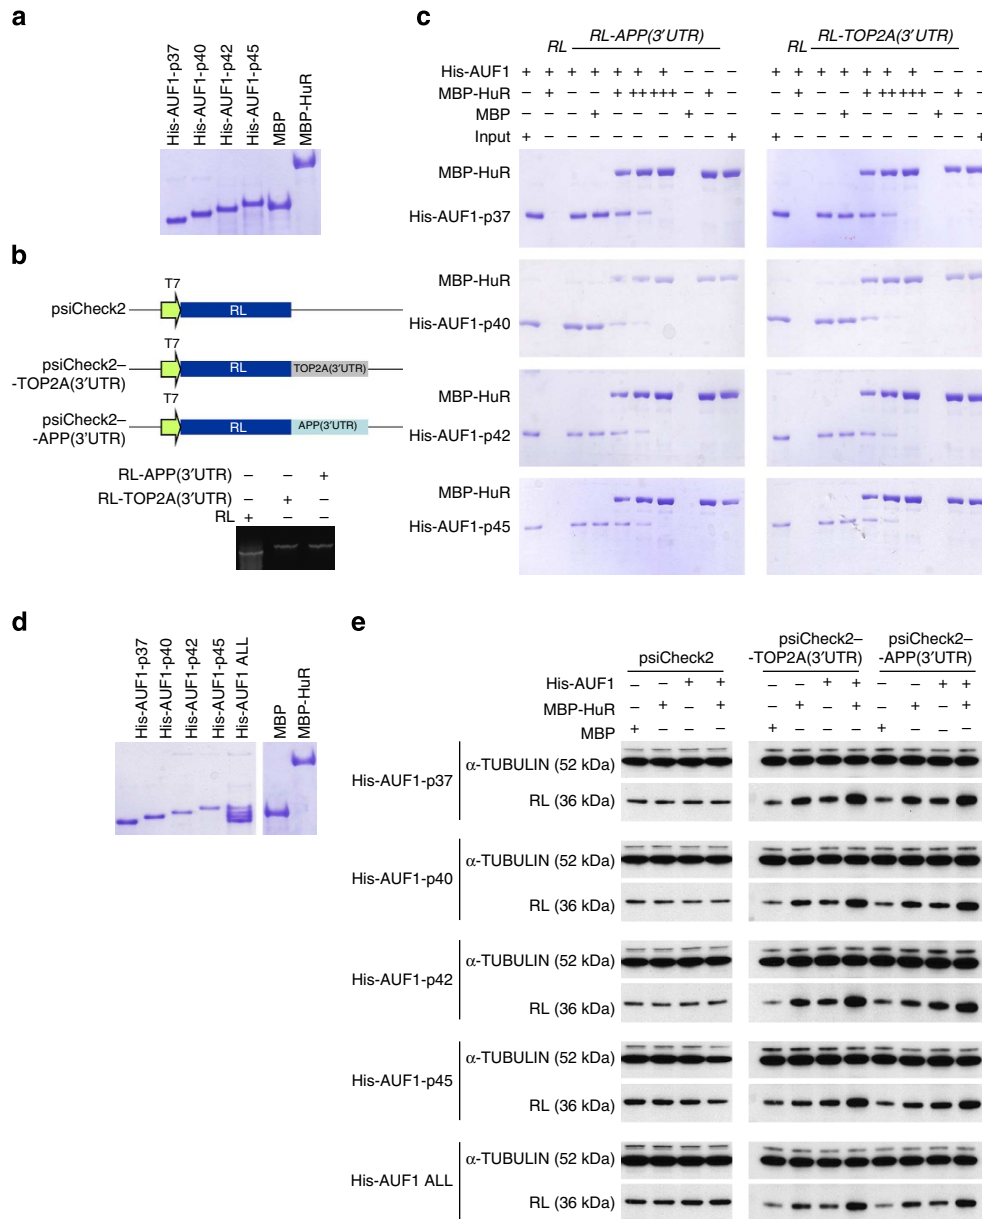 a
His-AUF1-p37
His-AUF1-p40
His-AUF1-p42
His-AUF1-p45
MBP
MBP-HuR
b
T7
psiCheck2
RL
T7
psiCheck2–
-TOP2A(3′UTR)
RL
TOP2A(3′UTR)
T7
psiCheck2–
-APP(3′UTR)
RL
APP(3′UTR)
RL-APP(3′UTR) – – +
RL-TOP2A(3′UTR) – + –
RL + – –
c
RL RL-APP(3′UTR)
RL RL-TOP2A(3′UTR)
His-AUF1 + + + + + + + – – – + + + + + + + – – –
MBP-HuR – + – – + ++ +++ – + – – + – – + ++ +++ – + –
MBP – – – + – – – + – – – – – + – – – + – –
Input + – – – – – – – – + + – – – – – – – – +
MBP-HuR
His-AUF1-p37
MBP-HuR
His-AUF1-p40
MBP-HuR
His-AUF1-p42
MBP-HuR
His-AUF1-p45
d
His-AUF1-p37
His-AUF1-p40
His-AUF1-p42
His-AUF1-p45
His-AUF1 ALL
MBP
MBP-HuR
e
psiCheck2
psiCheck2–
-TOP2A(3′UTR)
psiCheck2–
-APP(3′UTR)
His-AUF1 – – + + – – + + – – + +
MBP-HuR – + – + – + – + – + – +
MBP + – – – + – – – + – – –
His-AUF1-p37
α-TUBULIN (52 kDa)
RL (36 kDa)
His-AUF1-p40
α-TUBULIN (52 kDa)
RL (36 kDa)
His-AUF1-p42
α-TUBULIN (52 kDa)
RL (36 kDa)
His-AUF1-p45
α-TUBULIN (52 kDa)
RL (36 kDa)
His-AUF1 ALL
α-TUBULIN (52 kDa)
RL (36 kDa)